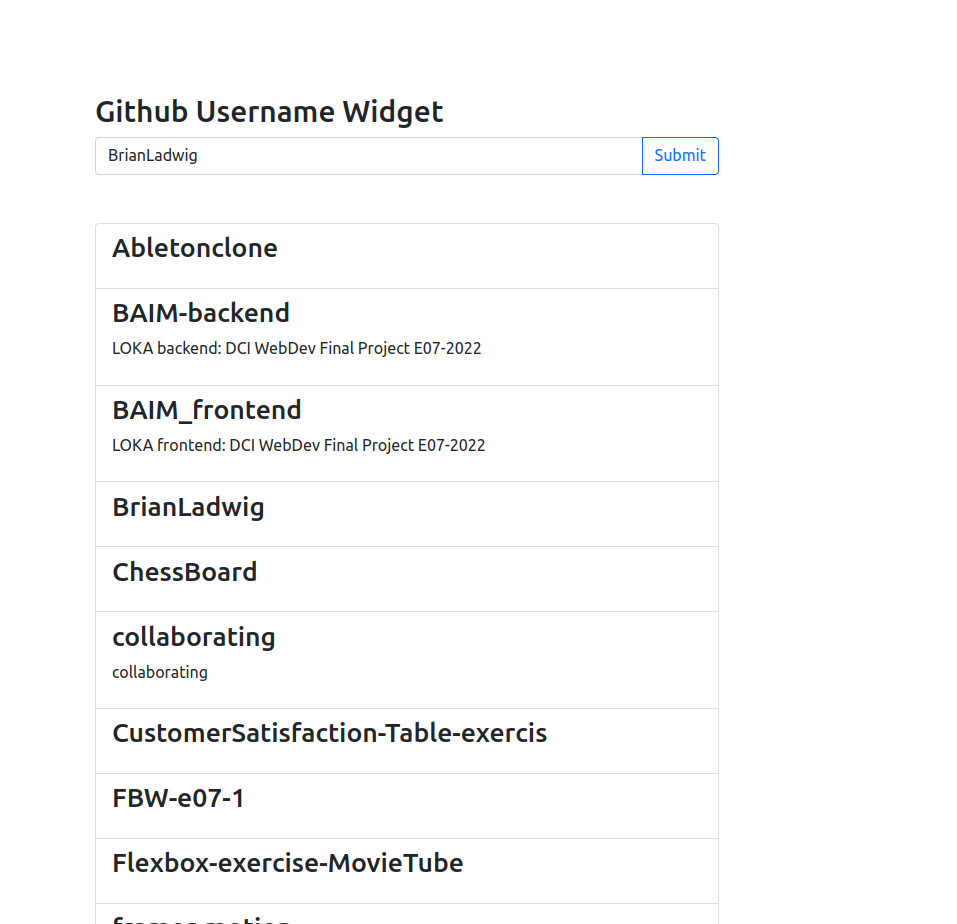 Github Username Widget
BrianLadwig
Submit
Abletonclone
BAIM-backend
LOKA backend: DCI WebDev Final Project E07-2022
BAIM_frontend
LOKA frontend: DCI WebDev Final Project E07-2022
BrianLadwig
ChessBoard
collaborating
collaborating
CustomerSatisfaction-Table-exercis
FBW-e07-1
Flexbox-exercise-MovieTube